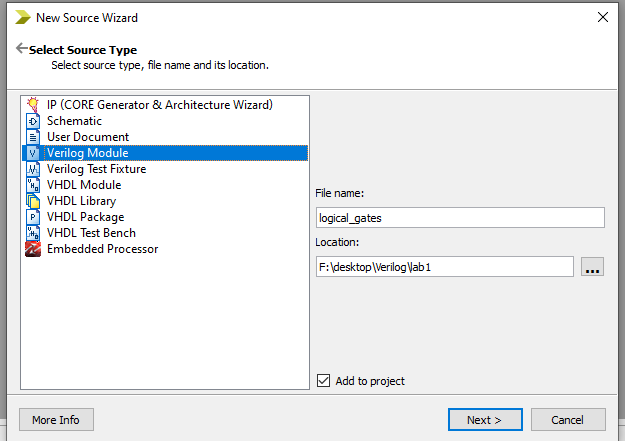 New Source Wizard
Select Source Type
Select source type, file name and its location.
IP (CORE Generator & Architecture Wizard)
Schematic
User Document
Verilog Module
Verilog Test Fixture
VHDL Module
VHDL Library
VHDL Package
VHDL Test Bench
Embedded Processor
File name:
logical_gates
Location:
F:\desktop\Verilog\lab1
...
Add to project
More Info
Next >
Cancel